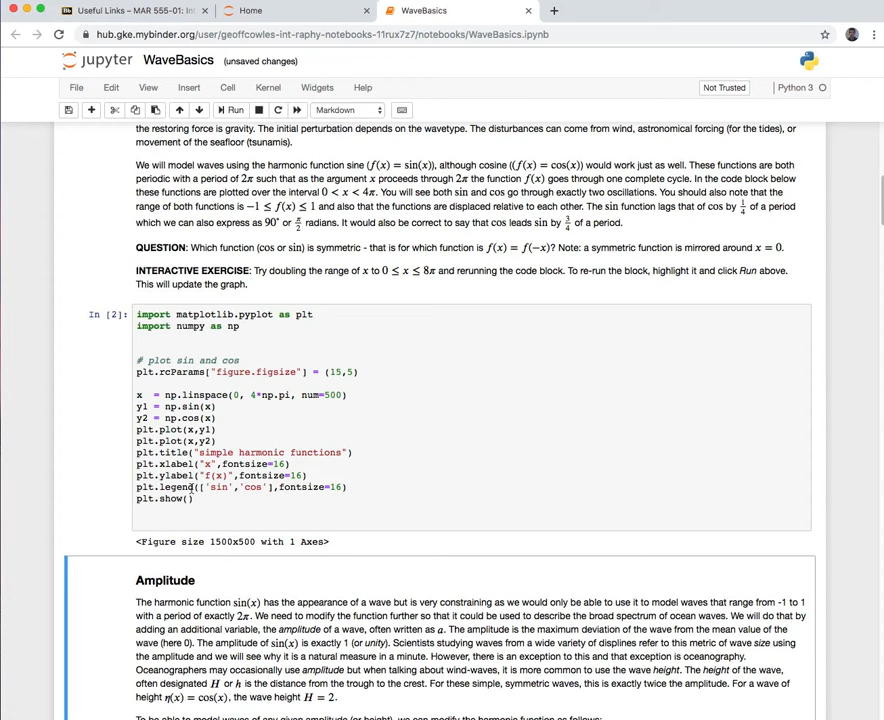 Useful Links – MAR 555-01: Int
Home
WaveBasics
hub.gke.mybinder.org/user/geoffcowles-int-raphy-notebooks-11rux7z7/notebooks/WaveBasics.ipynb
jupyter WaveBasics (unsaved changes)
File Edit View Insert Cell Kernel Widgets Help Not Trusted Python 3
Run Markdown
the restoring force is gravity. The initial perturbation depends on the wavetype. The disturbances can come from wind, astronomical forcing (for the tides), or
movement of the seafloor (tsunamis).
We will model waves using the harmonic function sine (f(x) = sin(x)), although cosine ((f(x) = cos(x)) would work just as well. These functions are both
periodic with a period of 2π such that as the argument x proceeds through 2π the function f(x) goes through one complete cycle. In the code block below
these functions are plotted over the interval 0 < x < 4π. You will see both sin and cos go through exactly two oscillations. You should also note that the
range of both functions is −1 ≤ f(x) ≤ 1 and also that the functions are displaced relative to each other. The sin function lags that of cos by 1/4 of a period
which we can also express as 90° or π/2 radians. It would also be correct to say that cos leads sin by 3/4 of a period.
QUESTION: Which function (cos or sin) is symmetric - that is for which function is f(x) = f(−x)? Note: a symmetric function is mirrored around x = 0.
INTERACTIVE EXERCISE: Try doubling the range of x to 0 ≤ x ≤ 8π and rerunning the code block. To re-run the block, highlight it and click Run above.
This will update the graph.
In [2]: import matplotlib.pyplot as plt
import numpy as np
# plot sin and cos
plt.rcParams["figure.figsize"] = (15,5)
x = np.linspace(0, 4*np.pi, num=500)
y1 = np.sin(x)
y2 = np.cos(x)
plt.plot(x,y1)
plt.plot(x,y2)
plt.title("simple harmonic functions")
plt.xlabel("x",fontsize=16)
plt.ylabel("f(x)",fontsize=16)
plt.legend(['sin','cos'],fontsize=16)
plt.show()
<Figure size 1500x500 with 1 Axes>
Amplitude
The harmonic function sin(x) has the appearance of a wave but is very constraining as we would only be able to use it to model waves that range from -1 to 1
with a period of exactly 2π. We need to modify the function further so that it could be used to describe the broad spectrum of ocean waves. We will do that by
adding an additional variable, the amplitude of a wave, often written as a. The amplitude is the maximum deviation of the wave from the mean value of the
wave (here 0). The amplitude of sin(x) is exactly 1 (or unity). Scientists studying waves from a wide variety of displines refer to this metric of wave size using
the amplitude and we will see why it is a natural measure in a minute. However, there is an exception to this and that exception is oceanography.
Oceanographers may occasionally use amplitude but when talking about wind-waves, it is more common to use the wave height. The height of the wave,
often designated H or h is the distance from the trough to the crest. For these simple, symmetric waves, this is exactly twice the amplitude. For a wave of
height η(x) = cos(x), the wave height H = 2.
To be able to model waves of any given amplitude (or height), we can modify the harmonic function as follows: